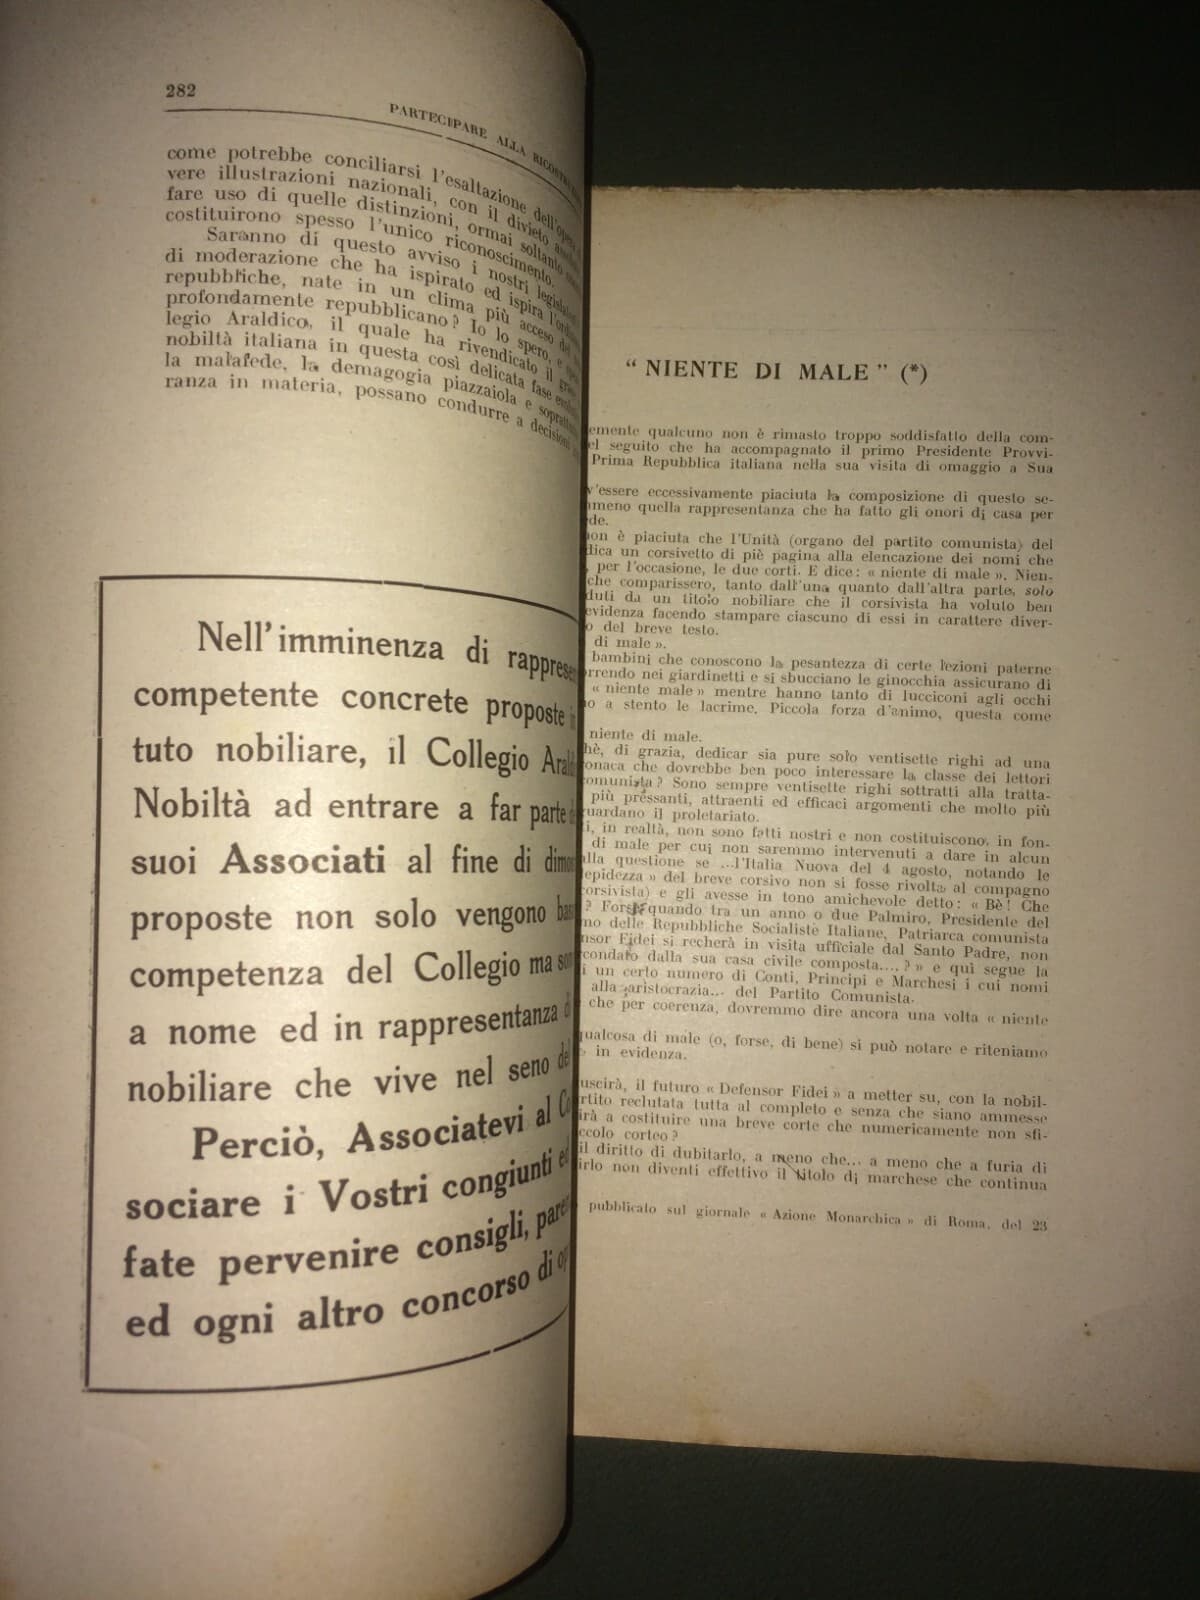 282
PARTECIPARE ALLA
come potrebbe conciliarsi l'esaltazione dell'opera
vere illustrazioni nazionali, con il divieto
fare uso di quelle distinzioni, ormai soltanto
costituirono spesso l'unico riconoscimento.
Saranno di questo avviso i nostri legislatori
di moderazione che ha ispirato ed ispira
repubbliche, nate in un clima più acceso
profondamente repubblicano? Io lo spero, e
legio Araldico, il quale ha rivendicato il
nobiltà italiana in questa così delicata fase
la malafede, la demagogia piazzaiola e
ranza in materia, possano condurre a decisioni
Nell'imminenza di
competente concrete proposte
tuto nobiliare, il Collegio
Nobiltà ad entrare a far parte
suoi Associati al fine di
proposte non solo vengono
competenza del Collegio ma
a nome ed in rappresentanza
nobiliare che vive nel seno
Perciò, Associatevi al
sociare i Vostri congiunti
fate pervenire consigli,
ed ogni altro concorso di
“ NIENTE DI MALE ” (*)
emente qualcuno non è rimasto troppo soddisfatto della com-
el seguito che ha accompagnato il primo Presidente Provvi-
Prima Repubblica italiana nella sua visita di omaggio a Sua
v'essere eccessivamente piaciuta la composizione di questo se-
meno quella rappresentanza che ha fatto gli onori di casa per
de.
on è piaciuta che l'Unità (organo del partito comunista) del
dica un corsivetto di piè pagina alla elencazione dei nomi che
, per l'occasione, le due corti. E dice: « niente di male ». Nien-
che comparissero, tanto dall'una quanto dall'altra parte, solo
duti da un titolo nobiliare che il corsivista ha voluto ben
evidenza facendo stampare ciascuno di essi in carattere diver-
o del breve testo.
di male ».
bambini che conoscono la pesantezza di certe lezioni paterne
rrendo nei giardinetti e si sbucciano le ginocchia assicurano di
« niente male » mentre hanno tanto di lucciconi agli occhi
o a stento le lacrime. Piccola forza d'animo, questa come
niente di male.
hè, di grazia, dedicar sia pure solo ventisette righi ad una
onaca che dovrebbe ben poco interessare la classe dei lettori
omunista? Sono sempre ventisette righi sottratti alla tratta-
più pressanti, attraenti ed efficaci argomenti che molto più
uardano il proletariato.
i, in realtà, non sono fatti nostri e non costituiscono, in fon-
di male per cui non saremmo intervenuti a dare in alcun
lla questione se ...l'Italia Nuova del 4 agosto, notando le
epidezza » del breve corsivo non si fosse rivolta al compagno
corsivista) e gli avesse in tono amichevole detto: « Bè! Che
? Forse quando tra un anno o due Palmiro, Presidente del
no delle Repubbliche Socialiste Italiane, Patriarca comunista
nsor Fidei si recherà in visita ufficiale dal Santo Padre, non
condato dalla sua casa civile composta....? » e qui segue la
i un certo numero di Conti, Principi e Marchesi i cui nomi
alla aristocrazia... del Partito Comunista.
che per coerenza, dovremmo dire ancora una volta « niente
qualcosa di male (o, forse, di bene) si può notare e riteniamo
in evidenza.
uscirà, il futuro « Defensor Fidei » a metter su, con la nobil-
rtito reclutata tutta al completo e senza che siano ammesse
irà a costituire una breve corte che numericamente non sfi-
ccolo corteo?
il diritto di dubitarlo, a meno che... a meno che a furia di
irlo non diventi effettivo il titolo di marchese che continua
pubblicato sul giornale « Azione Monarchica » di Roma, del 23